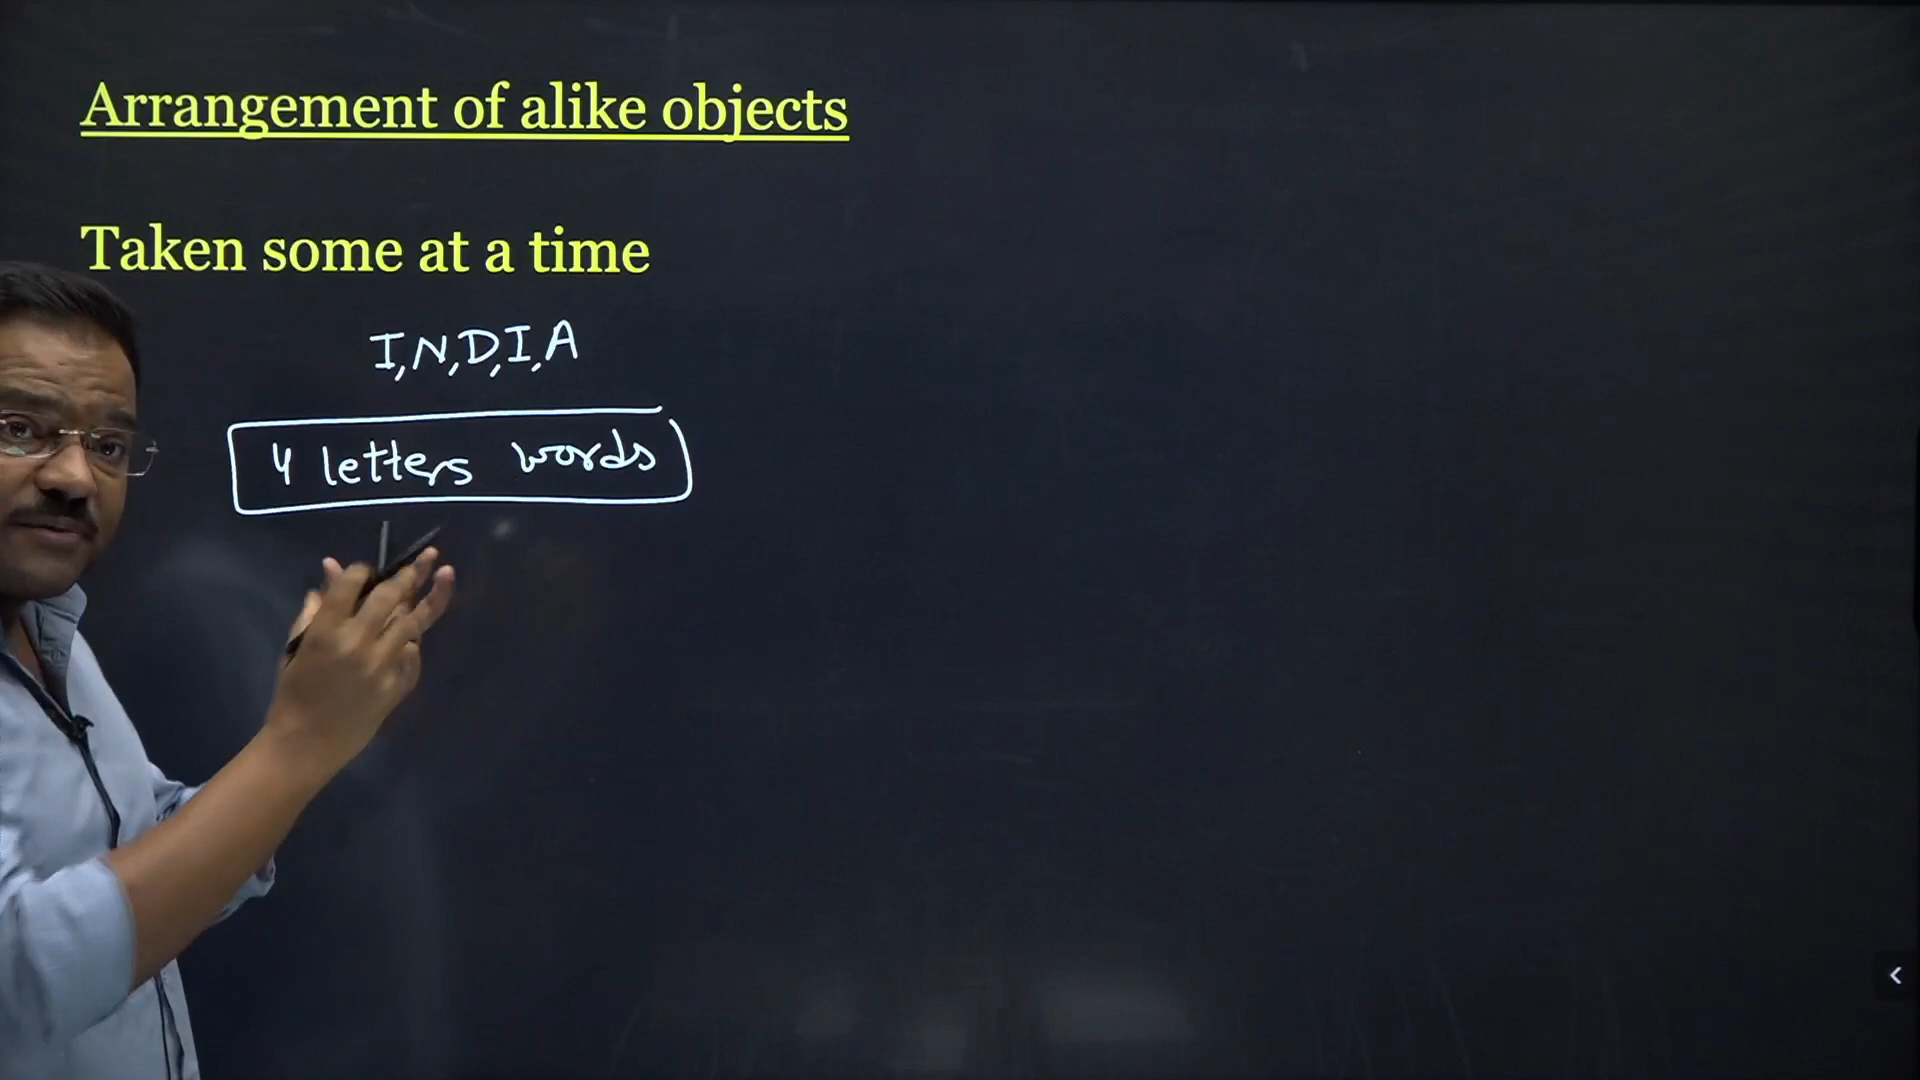 Arrangement of alike objects
Taken some at a time
I,N,D,I,A
4 letters words